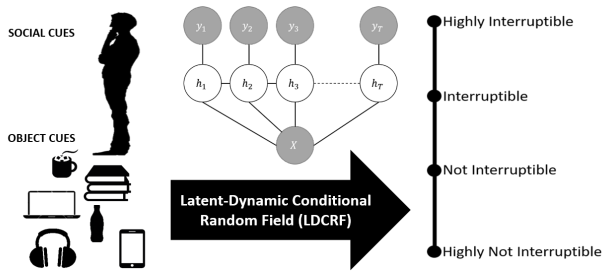 SOCIAL CUES
OBJECT CUES
y1 y2 y3 yT
h1 h2 h3 hT
X
Latent-Dynamic Conditional
Random Field (LDCRF)
Highly Interruptible
Interruptible
Not Interruptible
Highly Not Interruptible